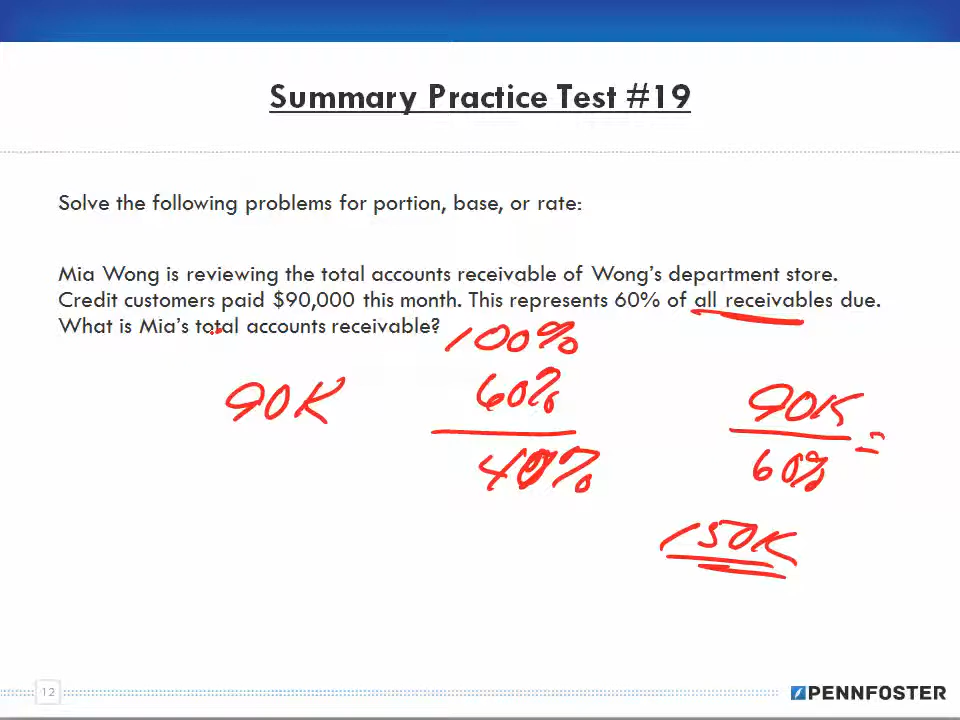 Summary Practice Test #19
Solve the following problems for portion, base, or rate:
Mia Wong is reviewing the total accounts receivable of Wong's department store.
Credit customers paid $90,000 this month. This represents 60% of all receivables due.
What is Mia's total accounts receivable?
100%
90K 60% 90K
40% 60%
150K
12 PENNFOSTER